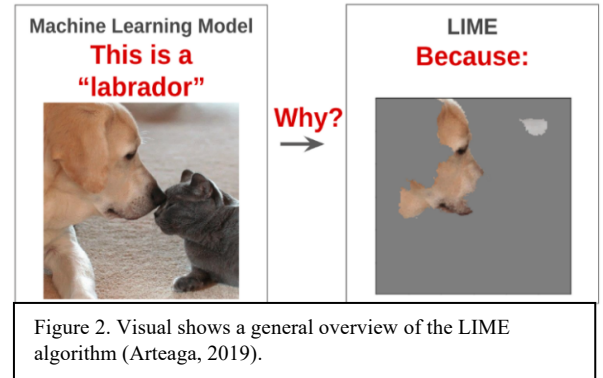 Machine Learning Model
This is a
“labrador”
Why?
LIME
Because:
Figure 2. Visual shows a general overview of the LIME
algorithm (Arteaga, 2019).